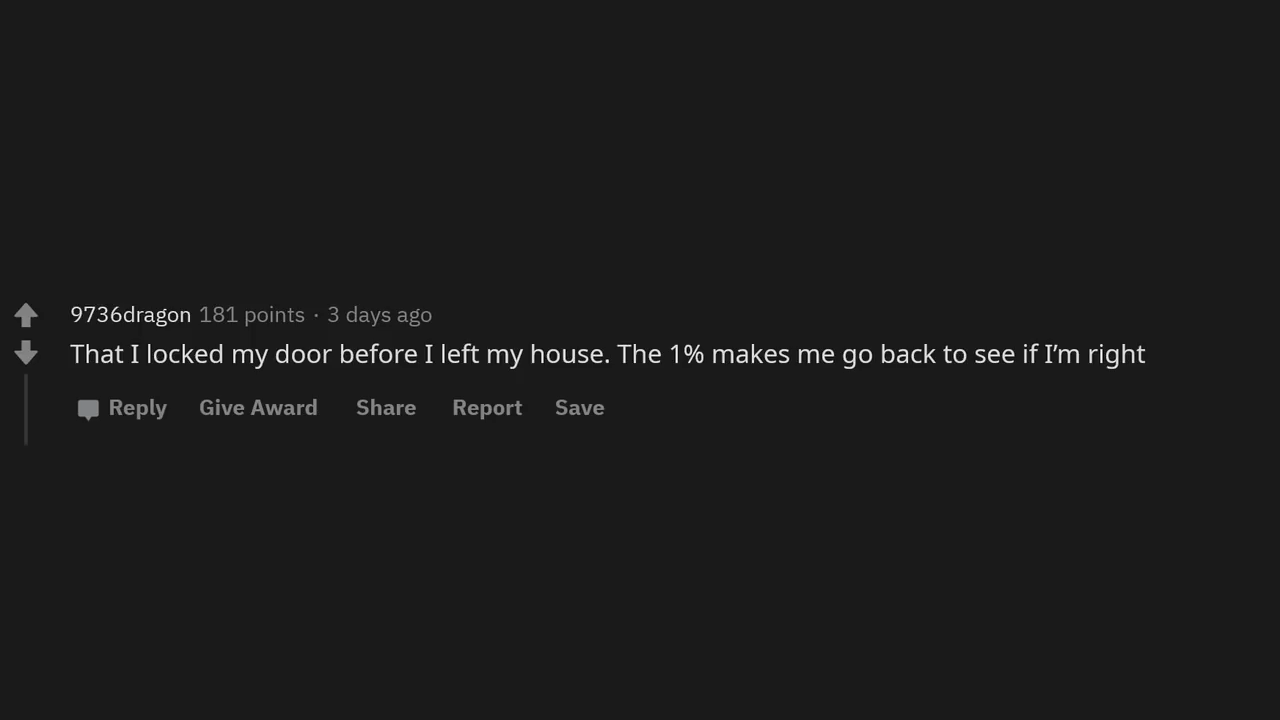 9736dragon 181 points · 3 days ago
That I locked my door before I left my house. The 1% makes me go back to see if I’m right
Reply Give Award Share Report Save